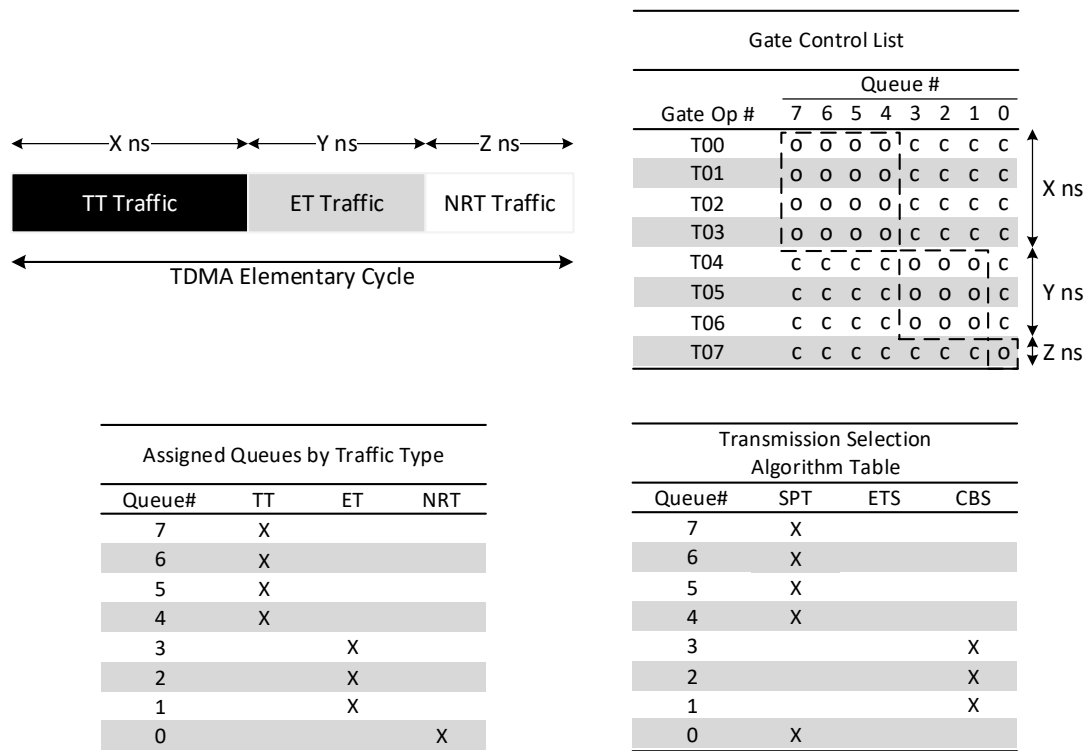 X ns
Y ns
Z ns
TT Traffic
ET Traffic
NRT Traffic
TDMA Elementary Cycle
Gate Control List
Queue #
Gate Op # 7 6 5 4 3 2 1 0
T00 o o o o c c c c
T01 o o o o c c c c
T02 o o o o c c c c
T03 o o o o c c c c
T04 c c c c o o o c
T05 c c c c o o o c
T06 c c c c o o o c
T07 c c c c c c c o
X ns
Y ns
Z ns
Assigned Queues by Traffic Type
Queue# TT ET NRT
7 X
6 X
5 X
4 X
3 X
2 X
1 X
0 X
Transmission Selection
Algorithm Table
Queue# SPT ETS CBS
7 X
6 X
5 X
4 X
3 X
2 X
1 X
0 X